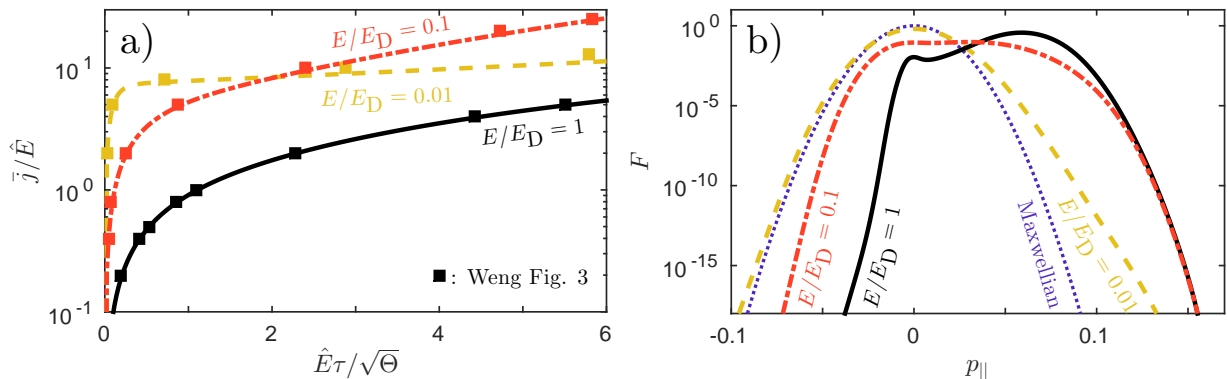 a)
E/E_D = 0.1
E/E_D = 0.01
E/E_D = 1
■: Weng Fig. 3
10^1
10^0
10^{-1}
j̄/Ê
0
2
4
6
Êτ/√Θ
b)
10^0
10^{-5}
10^{-10}
10^{-15}
F
E/E_D = 0.1
E/E_D = 1
Maxwellian
E/E_D = 0.01
-0.1
0
0.1
p_{||}